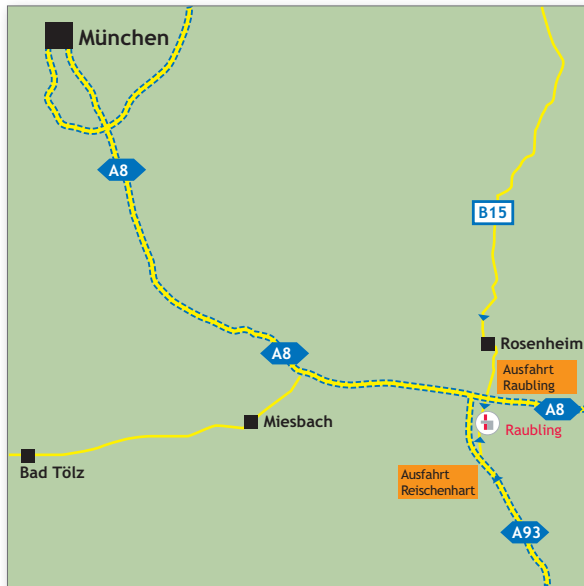 München
A8
B15
Rosenheim
A8
Ausfahrt
Raubling
A8
Miesbach
Raubling
Bad Tölz
Ausfahrt
Reischenhart
A93